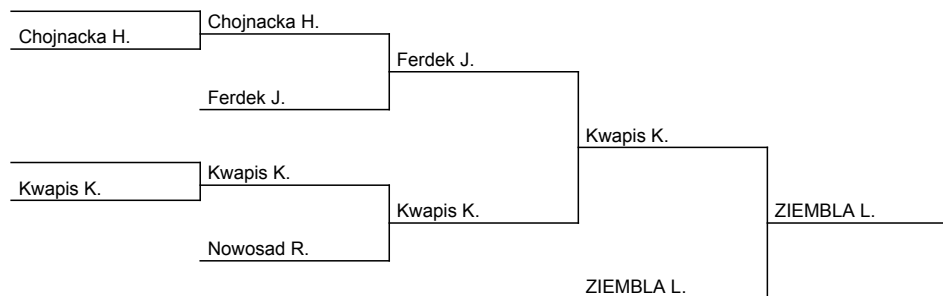 Chojnacka H.
Chojnacka H.
Ferdek J.
Ferdek J.
Kwapis K.
Kwapis K.
Kwapis K.
Kwapis K.
ZIEMBLA L.
Nowosad R.
ZIEMBLA L.